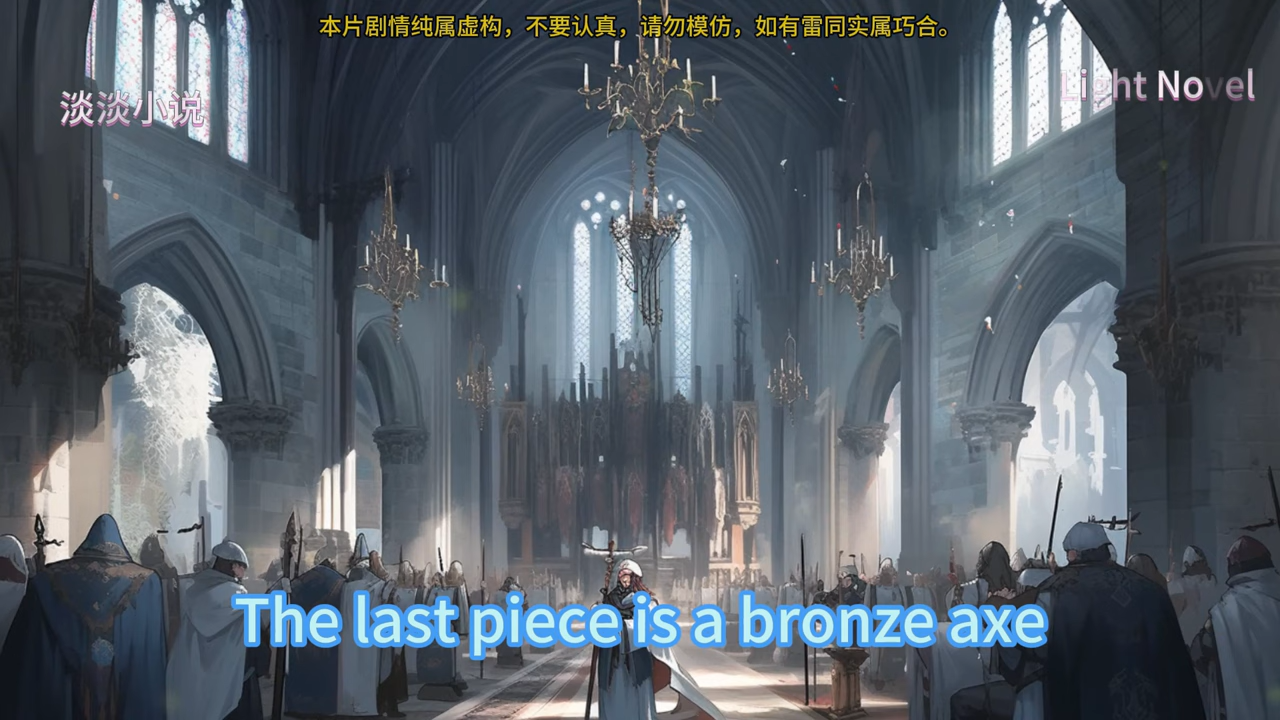 本片剧情纯属虚构，不要认真，请勿模仿，如有雷同实属巧合。
淡淡小说
Light Novel
The last piece is a bronze axe